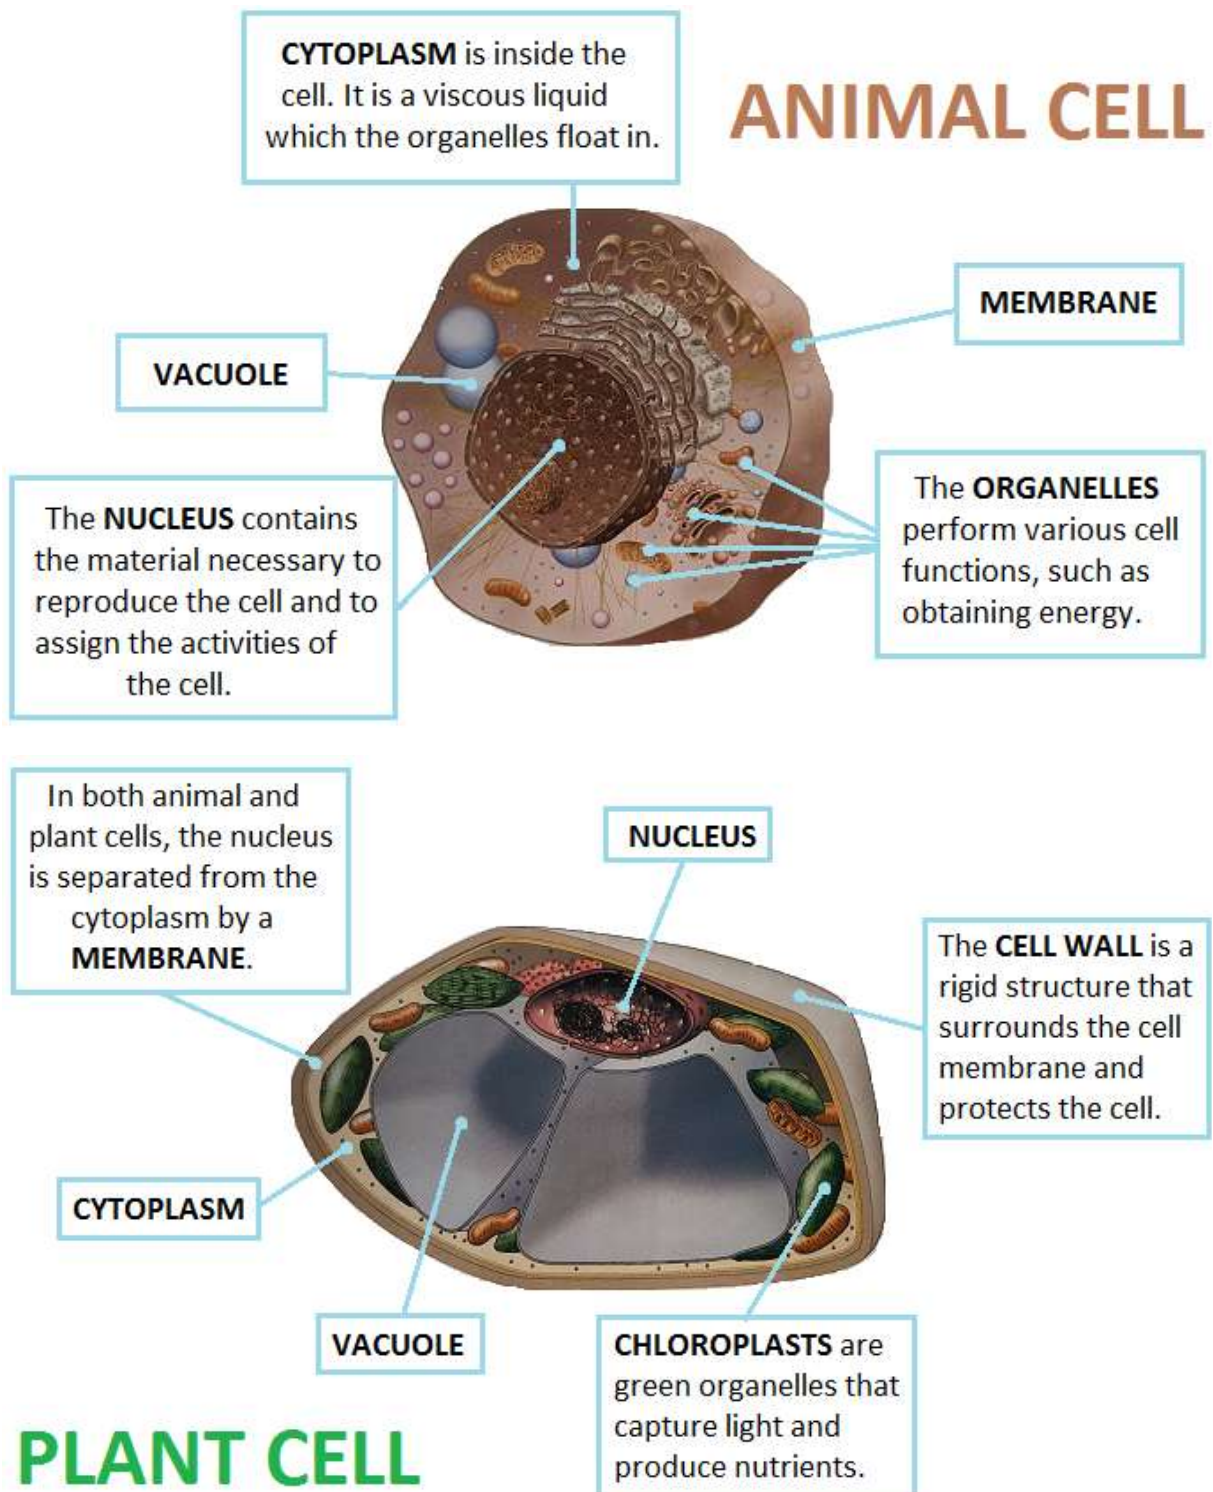 CYTOPLASM is inside the
cell. It is a viscous liquid
which the organelles float in.
ANIMAL CELL
MEMBRANE
VACUOLE
The NUCLEUS contains
the material necessary to
reproduce the cell and to
assign the activities of
the cell.
The ORGANELLES
perform various cell
functions, such as
obtaining energy.
In both animal and
plant cells, the nucleus
is separated from the
cytoplasm by a
MEMBRANE.
NUCLEUS
The CELL WALL is a
rigid structure that
surrounds the cell
membrane and
protects the cell.
CYTOPLASM
VACUOLE
CHLOROPLASTS are
green organelles that
capture light and
produce nutrients.
PLANT CELL